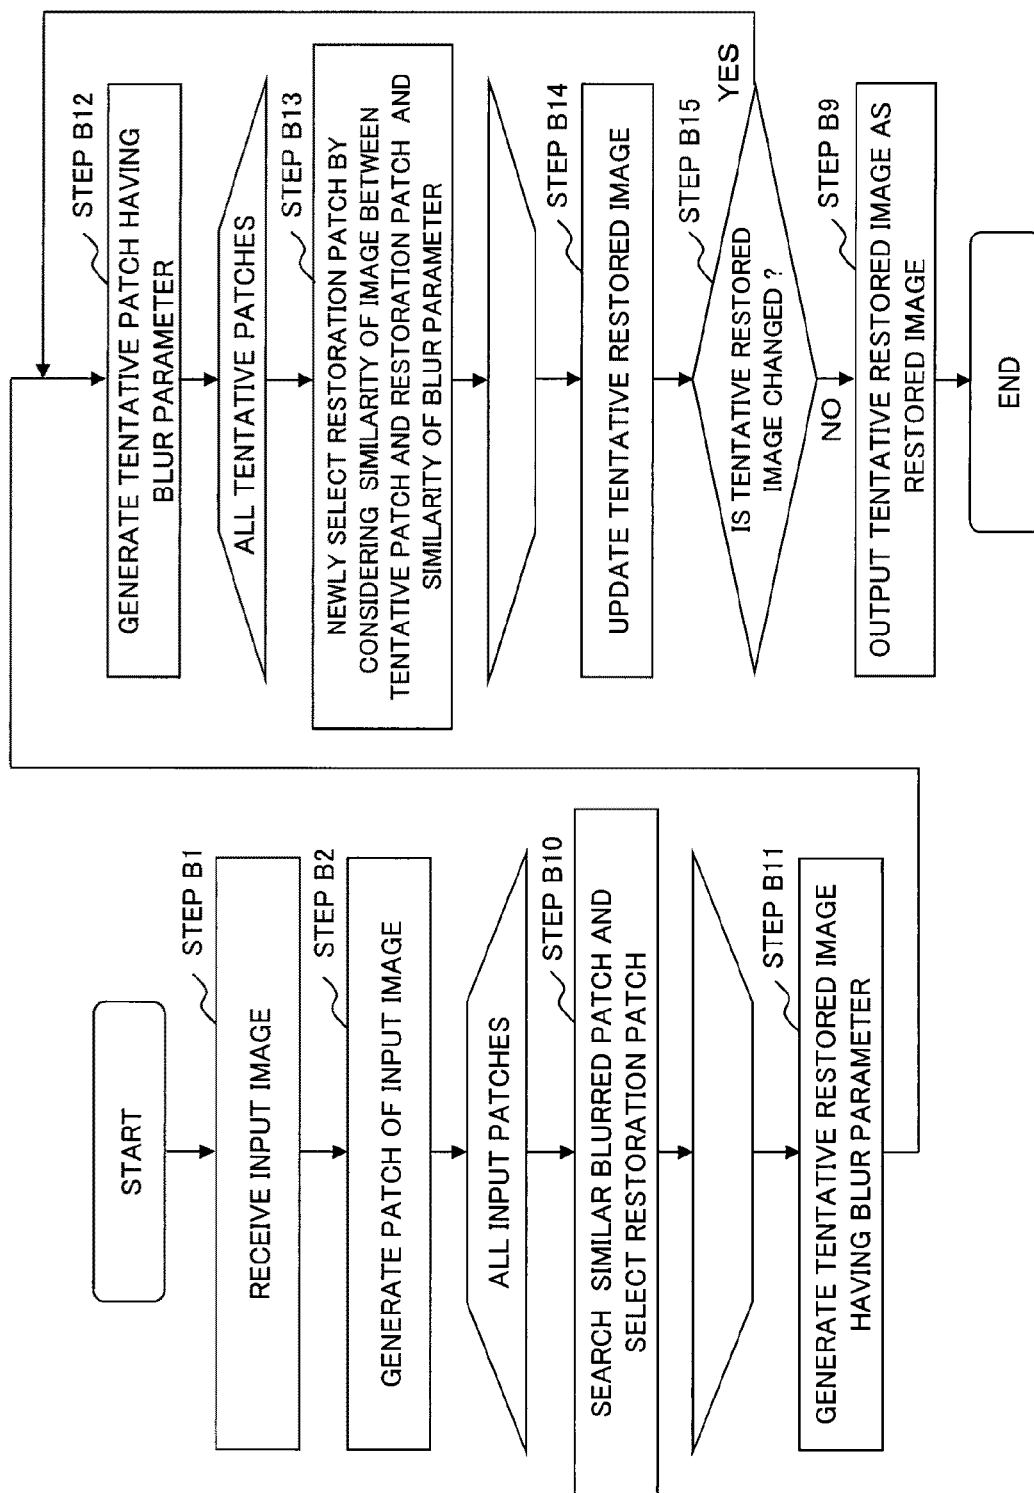 START
STEP B1
RECEIVE INPUT IMAGE
STEP B2
GENERATE PATCH OF INPUT IMAGE
ALL INPUT PATCHES
STEP B10
SEARCH SIMILAR BLURRED PATCH AND
SELECT RESTORATION PATCH
STEP B11
GENERATE TENTATIVE RESTORED IMAGE
HAVING BLUR PARAMETER
STEP B12
GENERATE TENTATIVE PATCH HAVING
BLUR PARAMETER
ALL TENTATIVE PATCHES
STEP B13
NEWLY SELECT RESTORATION PATCH BY
CONSIDERING SIMILARITY OF IMAGE BETWEEN
TENTATIVE PATCH AND RESTORATION PATCH AND
SIMILARITY OF BLUR PARAMETER
STEP B14
UPDATE TENTATIVE RESTORED IMAGE
STEP B15
IS TENTATIVE RESTORED
IMAGE CHANGED ?
YES
NO
STEP B9
OUTPUT TENTATIVE RESTORED IMAGE AS
RESTORED IMAGE
END